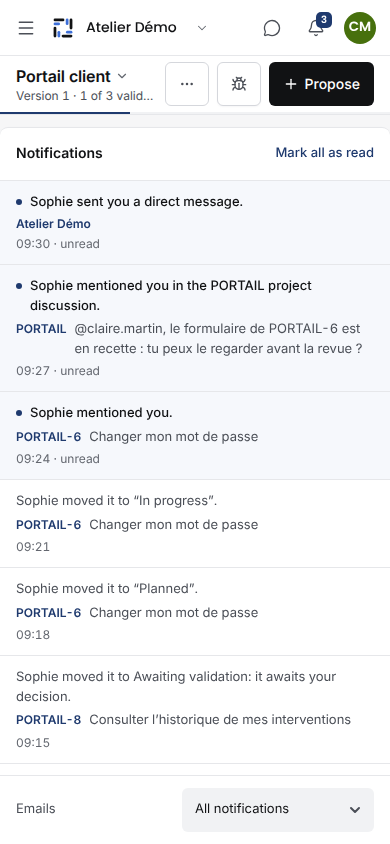 Atelier Démo
3
CM
Portail client
Version 1 · 1 of 3 valid...
Propose
Notifications
Mark all as read
Sophie sent you a direct message.
Atelier Démo
09:30 · unread
Sophie mentioned you in the PORTAIL project
discussion.
PORTAIL @claire.martin, le formulaire de PORTAIL-6 est
en recette : tu peux le regarder avant la revue ?
09:27 · unread
Sophie mentioned you.
PORTAIL-6 Changer mon mot de passe
09:24 · unread
Sophie moved it to “In progress”.
PORTAIL-6 Changer mon mot de passe
09:21
Sophie moved it to “Planned”.
PORTAIL-6 Changer mon mot de passe
09:18
Sophie moved it to Awaiting validation: it awaits your
decision.
PORTAIL-8 Consulter l’historique de mes interventions
09:15
Emails
All notifications